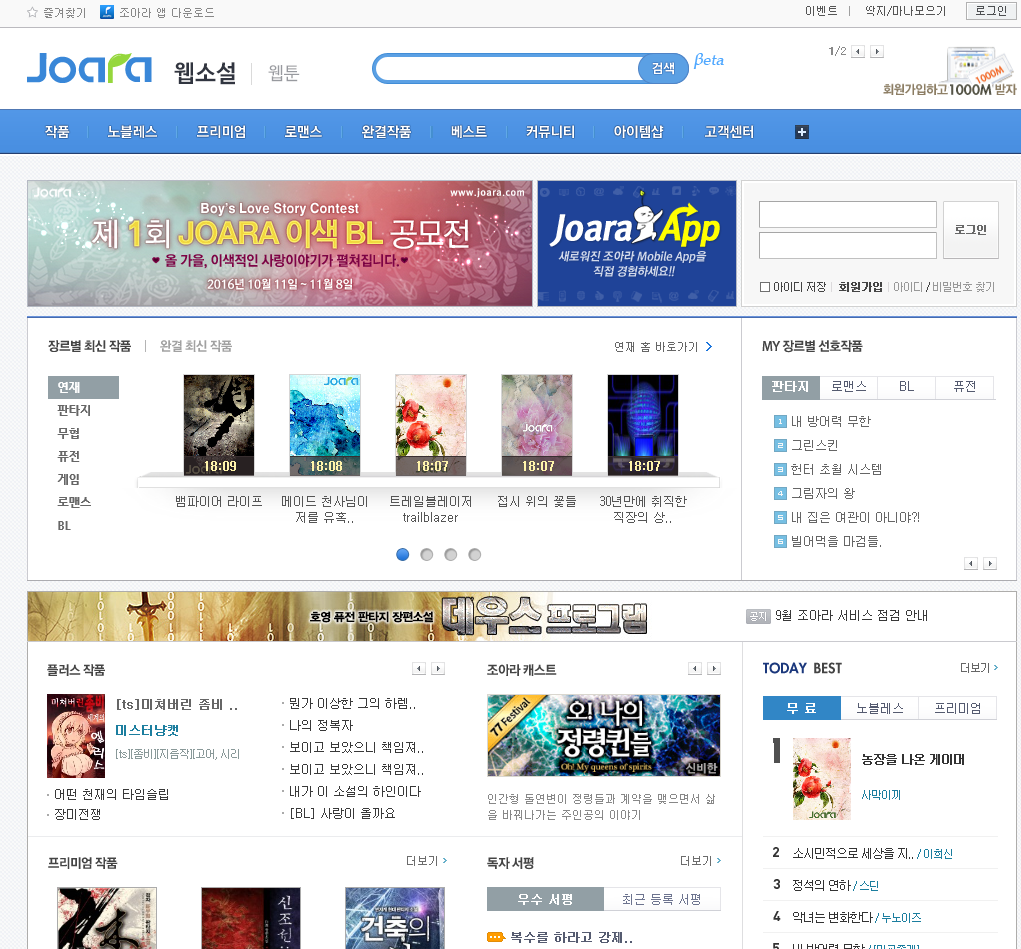 즐겨찾기 조아라 앱 다운로드 이벤트 딱지/마나모으기 로그인
Joara 웹소설 웹툰 검색 βeta 1/2
회원가입하고 1000M 받자
작품 노블레스 프리미엄 로맨스 완결작품 베스트 커뮤니티 아이템샵 고객센터
Joara www.joara.com
Boy's Love Story Contest
제 1회 JOARA 이색 BL 공모전
♥ 올 가을, 이색적인 사랑이야기가 펼쳐집니다.♥
2016년 10월 11일 ~ 11월 8일
Joara App
새로워진 조아라 Mobile App을
직접 경험하세요!!
로그인
아이디 저장 회원가입 아이디 / 비밀번호 찾기
장르별 최신 작품 완결 최신 작품 연재 홈 바로가기
연재
판타지
무협
퓨전
게임
로맨스
BL
18:09 18:08 18:07 18:07 18:07
뱀파이어 라이프
메이드 천사님이
저를 유혹..
트레일블레이저
trailblazer
접시 위의 꽃들
30년만에 취직한
직장의 상..
MY 장르별 선호작품
판타지 로맨스 BL 퓨전
1 내 방어력 무한
2 그린스킨
3 헌터 초월 시스템
4 그림자의 왕
5 내 집은 여관이 아니야?!
6 빌어먹을 마검들.
호영 퓨전 판타지 장편소설 데우스 프로그램
공지 9월 조아라 서비스 점검 안내
플러스 작품
[ts]미쳐버린 좀비 ..
미스터냥캣
[ts][좀비][지음작][고어, 시리
· 어떤 천재의 타임슬립
· 장미전쟁
· 뭔가 이상한 그의 하렘..
· 나의 정복자
· 보이고 보았으니 책임져..
· 보이고 보았으니 책임져..
· 내가 이 소설의 하인이다
· [BL] 사랑이 올까요
조아라 캐스트
77 Festival
오! 나의
정령퀸들
Oh! My queens of spirits
신비한
인간형 돌연변이 정령들과 계약을 맺으면서 삶
을 바꿔나가는 주인공의 이야기
TODAY BEST 더보기
무료 노블레스 프리미엄
1 농장을 나온 게이머
사막이끼
2 소시민적으로 세상을 지.. / 이희신
3 정석의 연하 / 스딘
4 악녀는 변화한다 / 누노이즈
프리미엄 작품 더보기
독자 서평 더보기
우수 서평 최근 등록 서평
복수를 하라고 강제..
신조
건축의